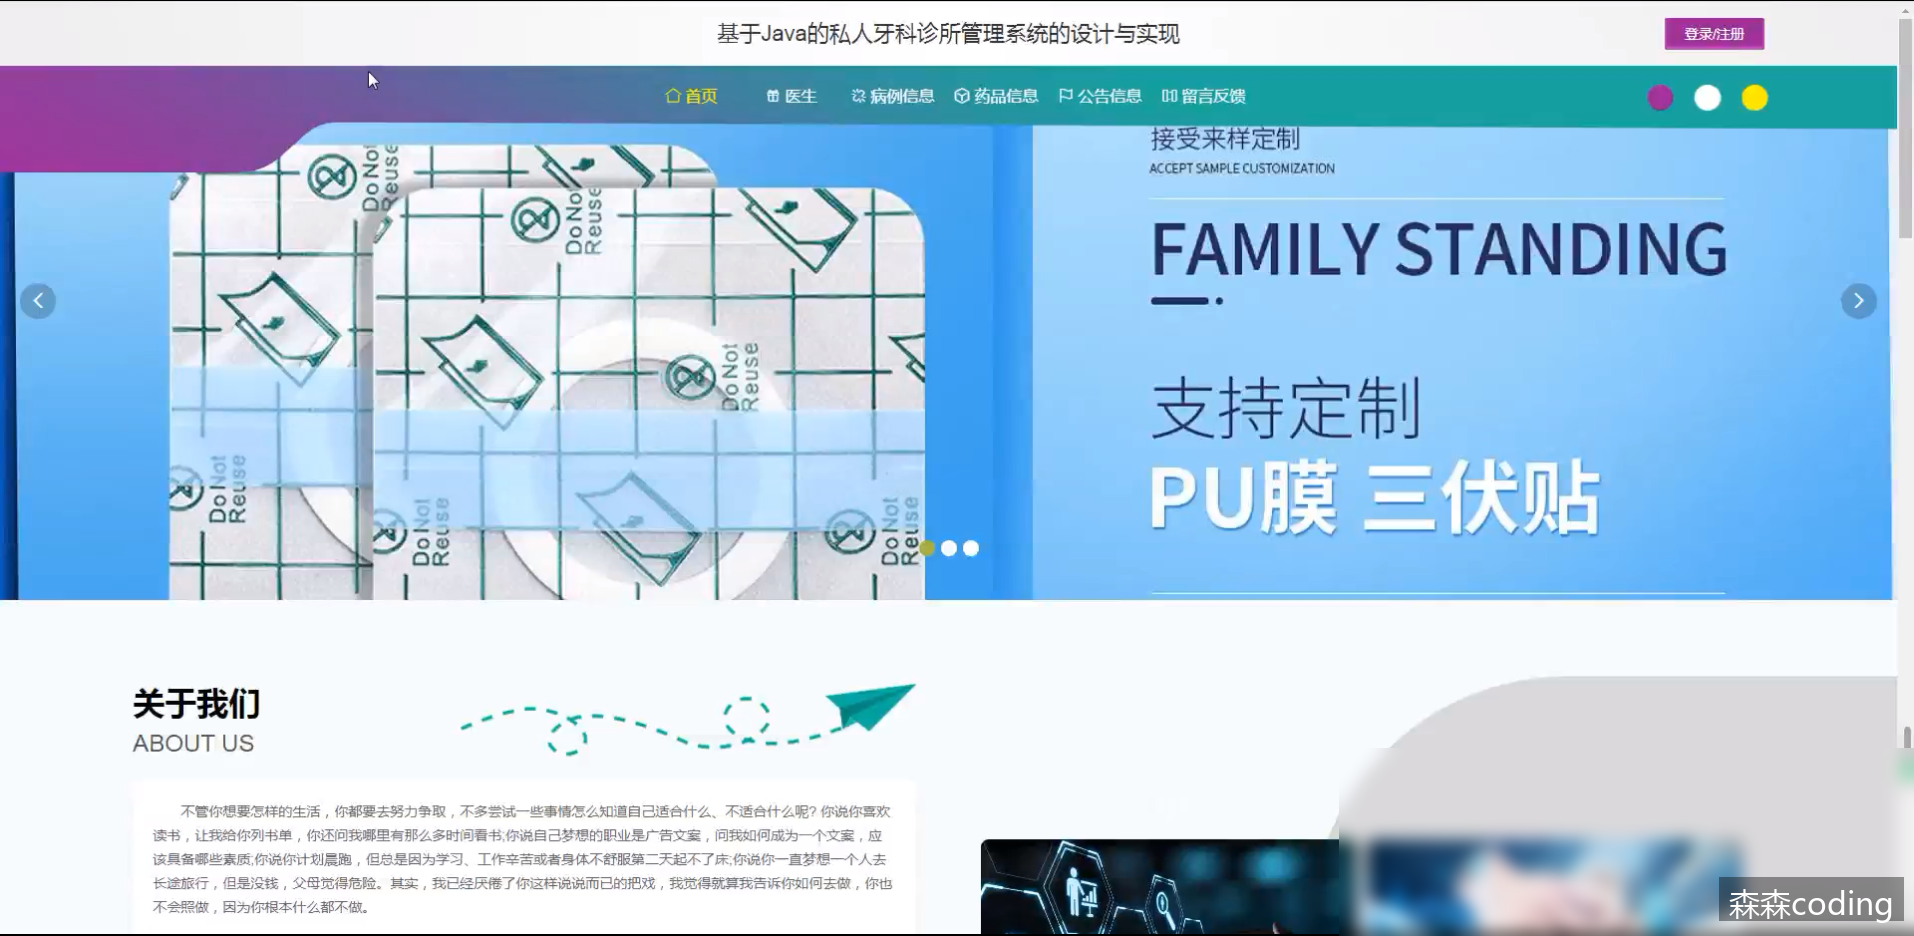 基于Java的私人牙科诊所管理系统的设计与实现
登录/注册
首页
医生
病例信息
药品信息
公告信息
留言反馈
接受来样定制
ACCEPT SAMPLE CUSTOMIZATION
FAMILY STANDING
支持定制
PU膜 三伏贴
Do Not
Reuse
Do Not
Reuse
Do Not
Reuse
Do Not
Reuse
Do Not
Reuse
Do Not
Reuse
关于我们
ABOUT US
不管你想要怎样的生活，你都要去努力争取，不多尝试一些事情怎么知道自己适合什么、不适合什么呢? 你说你喜欢
读书，让我给你列书单，你还问我哪里有那么多时间看书;你说自己梦想的职业是广告文案，问我如何成为一个文案，应
该具备哪些素质;你说你计划晨跑，但总是因为学习、工作辛苦或者身体不舒服第二天起不了床;你说你一直梦想一个人去
长途旅行，但是没钱，父母觉得危险。其实，我已经厌倦了你这样说说而已的把戏，我觉得就算我告诉你如何去做，你也
不会照做，因为你根本什么都不做。
森森coding